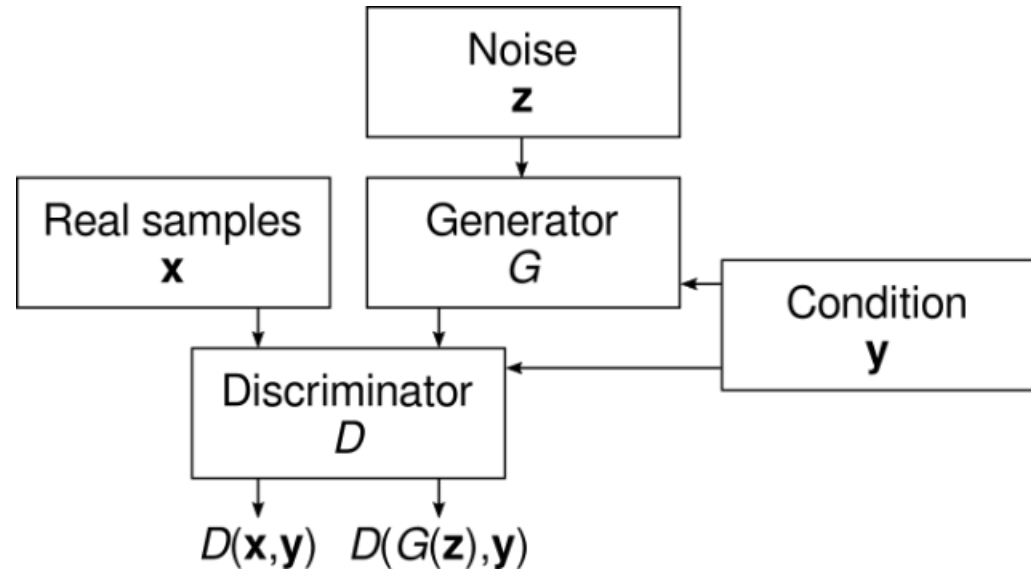 Noise
z
Real samples
x
Generator
G
Condition
y
Discriminator
D
D(x,y)
D(G(z),y)